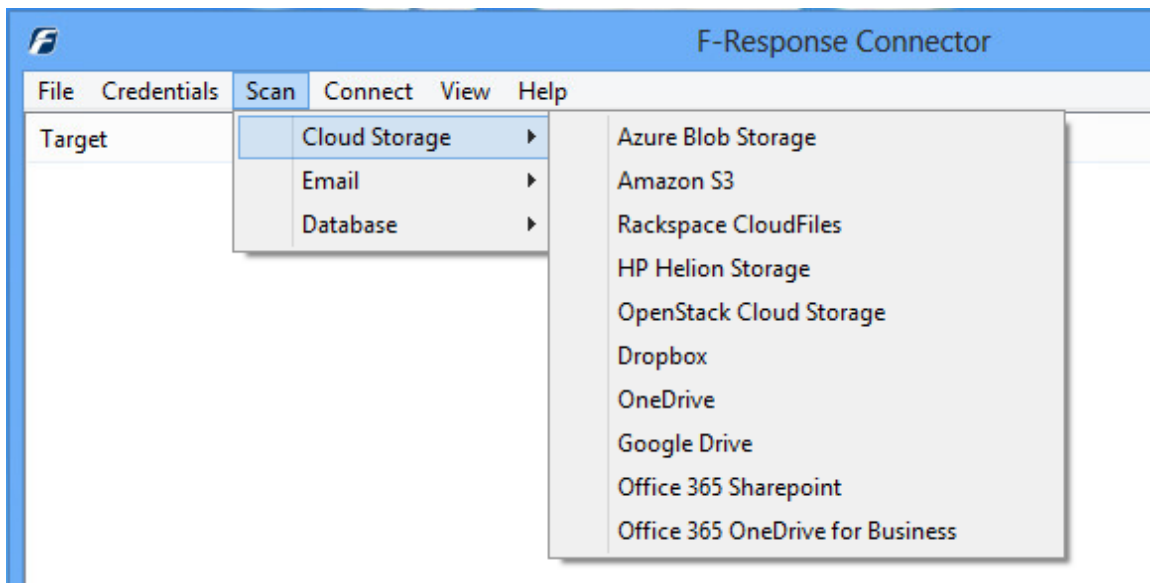 F-Response Connector
File Credentials Scan Connect View Help
Target
Cloud Storage
Email
Database
Azure Blob Storage
Amazon S3
Rackspace CloudFiles
HP Helion Storage
OpenStack Cloud Storage
Dropbox
OneDrive
Google Drive
Office 365 Sharepoint
Office 365 OneDrive for Business